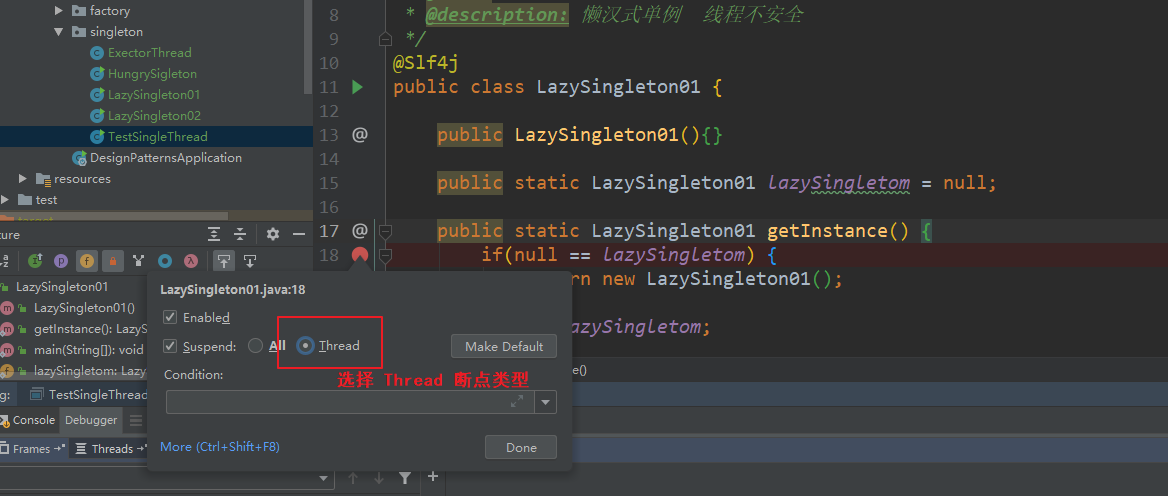 factory
singleton
ExectorThread
HungrySigleton
LazySingleton01
LazySingleton02
TestSingleThread
DesignPatternsApplication
resources
test
ture
LazySingleton01
LazySingleton01()
getInstance(): LazyS
main(String[]): void
lazySingletom: Lazy
8 * @description: 懒汉式单例 线程不安全
9 */
10 @Slf4j
11 public class LazySingleton01 {
12
13 @ public LazySingleton01(){}
14
15 public static LazySingleton01 lazySingletom = null;
16
17 @ public static LazySingleton01 getInstance() {
18 if(null == lazySingletom) {
rn new LazySingleton01();
lazySingletom;
e()
LazySingleton01.java:18
Enabled
Suspend: All Thread
Make Default
Condition:
选择 Thread 断点类型
More (Ctrl+Shift+F8)
Done
g: TestSingleThread
Console Debugger
Frames Threads